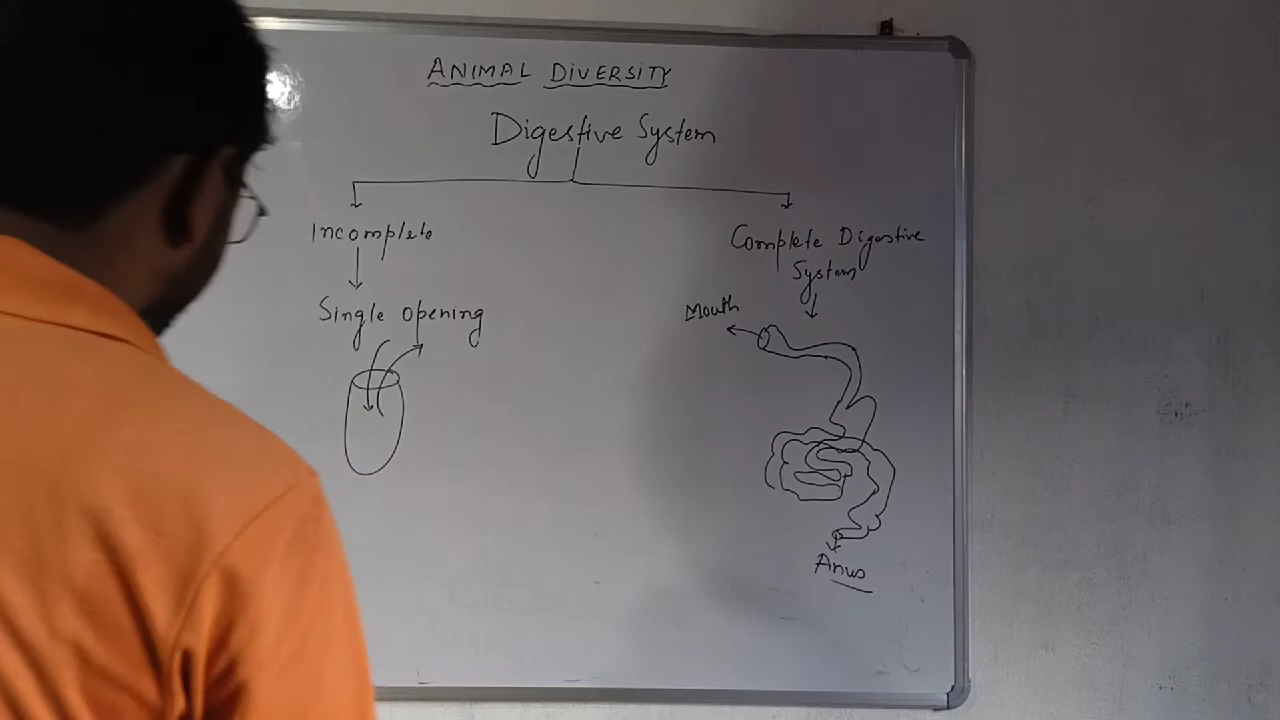 ANIMAL DIVERSITY
Digestive System
Incomplete
Single opening
Complete Digestive
System
Mouth
Anus